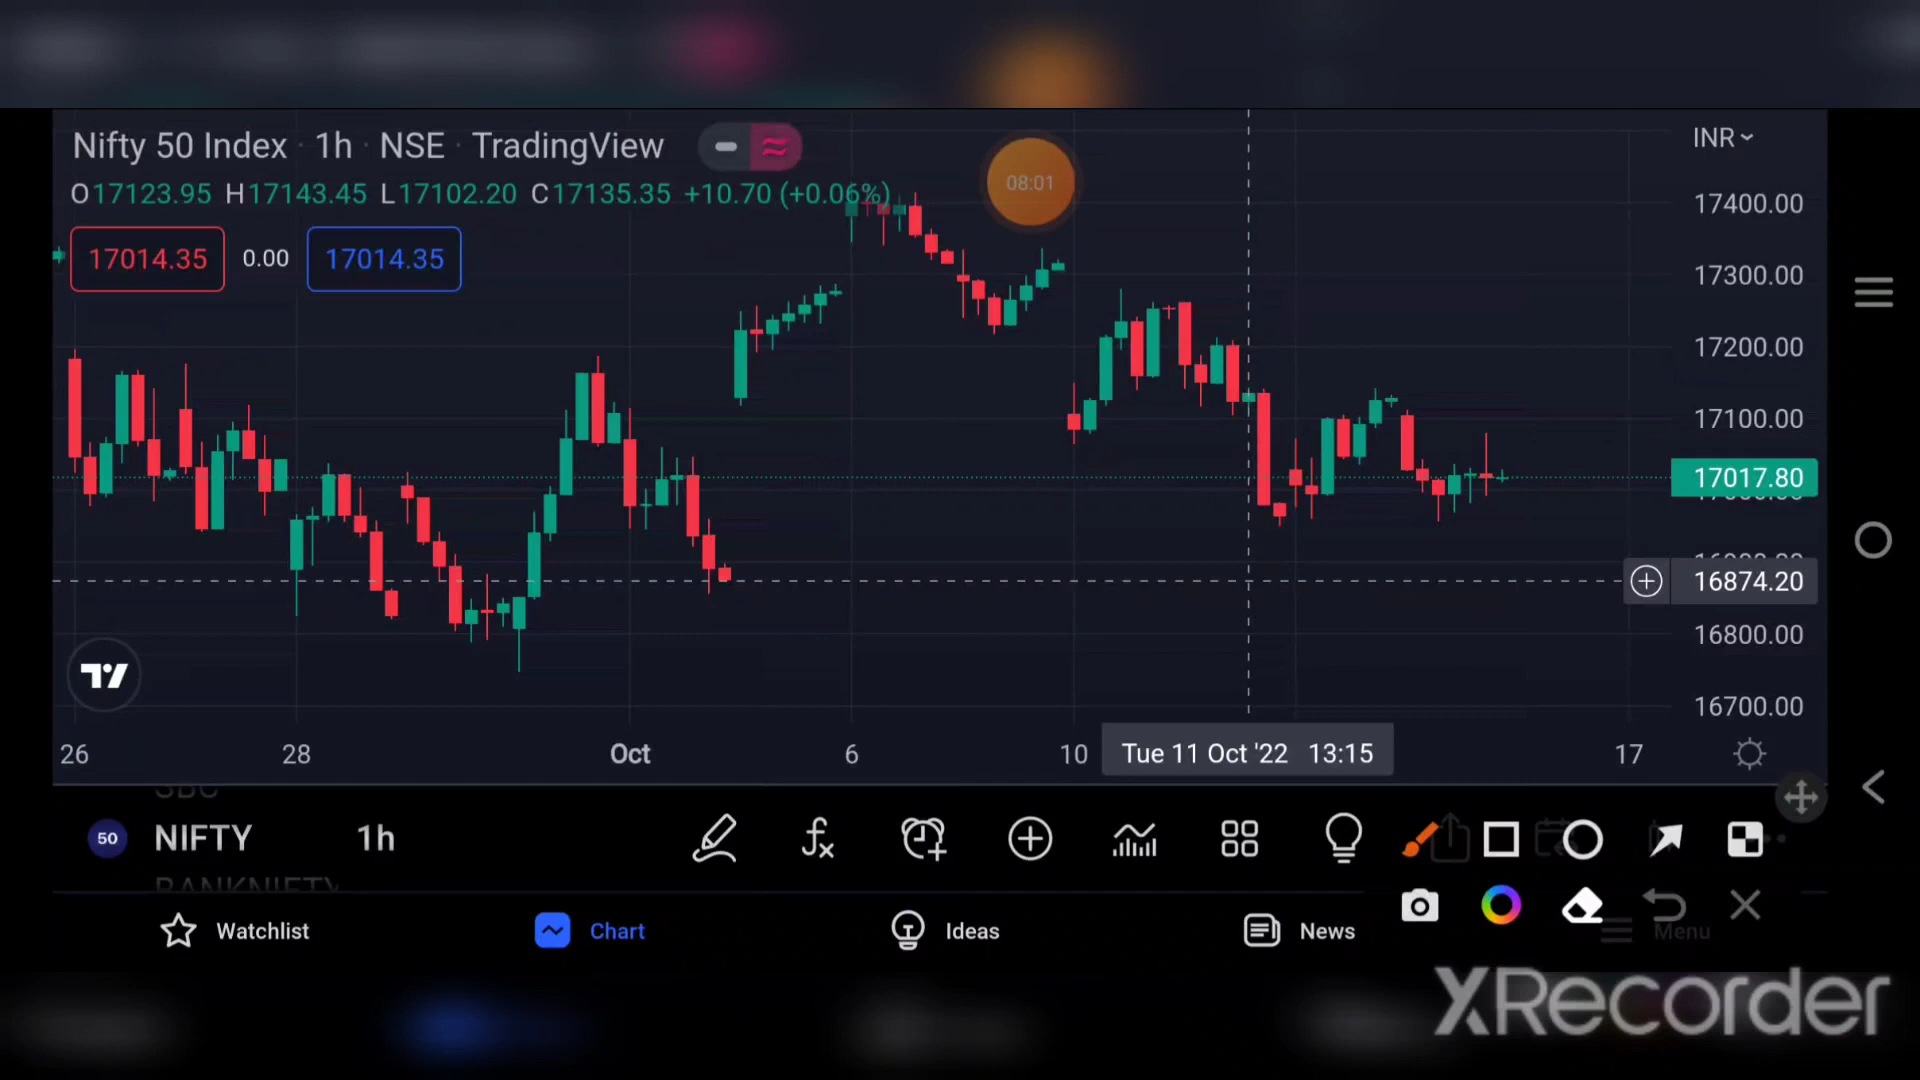 Nifty 50 Index · 1h · NSE · TradingView
INR
08:01
O17123.95 H17143.45 L17102.20 C17135.35 +10.70 (+0.06%)
17014.35 0.00 17014.35
17400.00
17300.00
17200.00
17100.00
17017.80
16874.20
16800.00
16700.00
26 28 Oct 6 10 Tue 11 Oct '22 13:15 17
50 NIFTY 1h
BANKNIFTY
Watchlist Chart Ideas News Menu
XRecorder